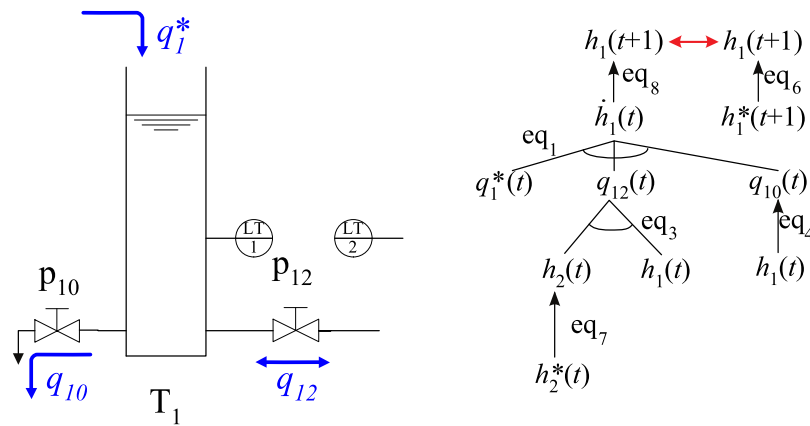 q₁*
LT
1
LT
2
p₁₀
p₁₂
q₁₀
q₁₂
T₁
h₁(t+1) h₁(t+1)
eq₈ eq₆
ḣ₁(t) h₁*(t+1)
eq₁
q₁*(t) q₁₂(t) q₁₀(t)
eq₃ eq₄
h₂(t) h₁(t) h₁(t)
eq₇
h₂*(t)